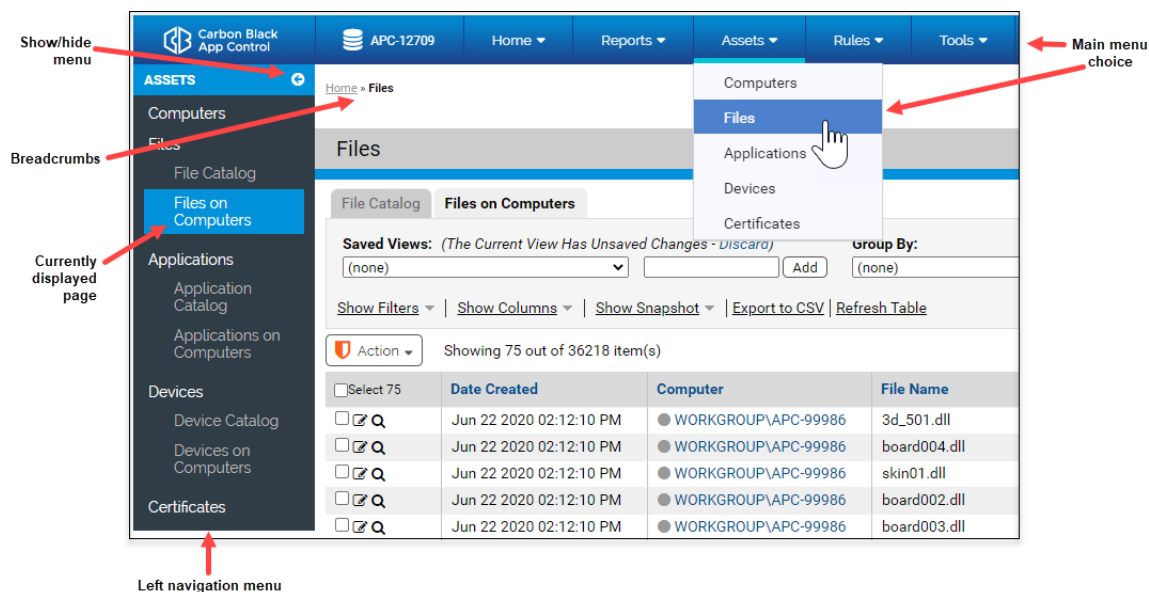 Carbon Black
App Control
APC-12709
Home
Reports
Assets
Rules
Tools
Show/hide
menu
Main menu
choice
ASSETS
Home » Files
Computers
Files
Applications
Devices
Certificates
Computers
Files
File Catalog
Files on
Computers
Applications
Application
Catalog
Applications on
Computers
Devices
Device Catalog
Devices on
Computers
Certificates
Breadcrumbs
Currently
displayed
page
Left navigation menu
Files
File Catalog
Files on Computers
Saved Views: (The Current View Has Unsaved Changes - Discard) Group By:
(none) Add (none)
Show Filters | Show Columns | Show Snapshot | Export to CSV | Refresh Table
Action Showing 75 out of 36218 item(s)
Select 75 Date Created Computer File Name
Jun 22 2020 02:12:10 PM WORKGROUP\APC-99986 3d_501.dll
Jun 22 2020 02:12:10 PM WORKGROUP\APC-99986 board004.dll
Jun 22 2020 02:12:10 PM WORKGROUP\APC-99986 skin01.dll
Jun 22 2020 02:12:10 PM WORKGROUP\APC-99986 board002.dll
Jun 22 2020 02:12:10 PM WORKGROUP\APC-99986 board003.dll